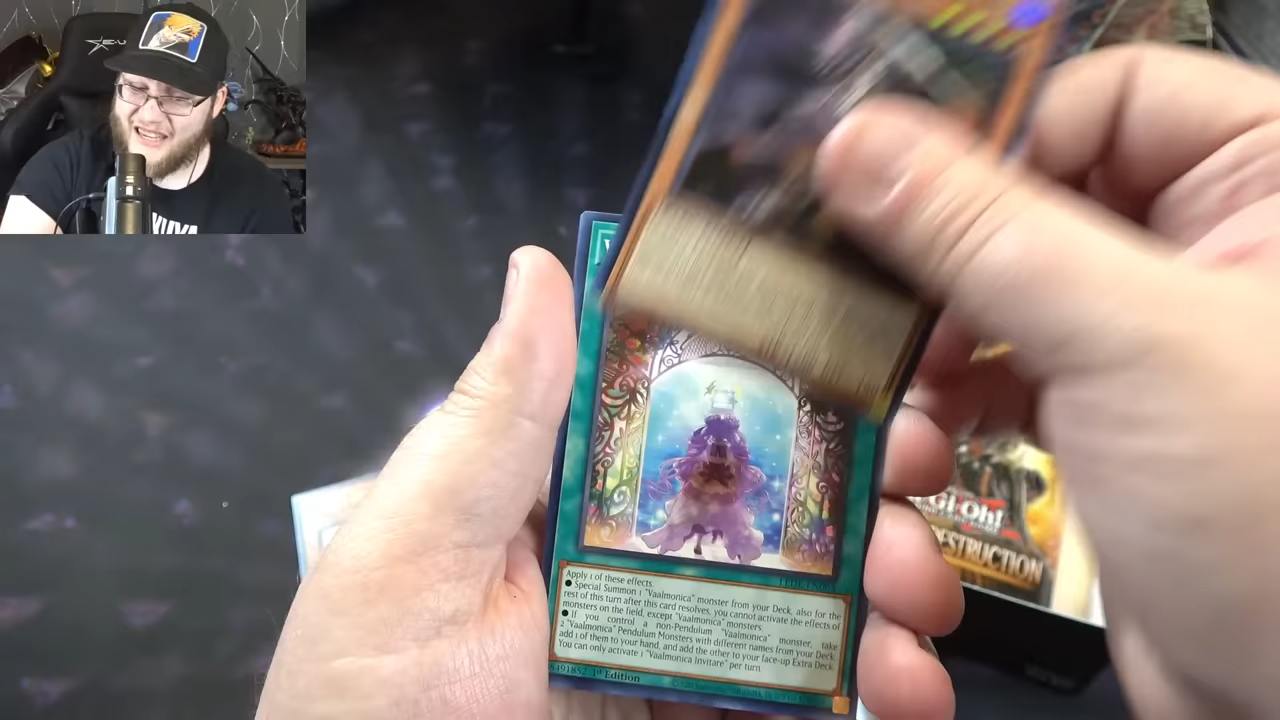 Apply 1 of these effects.
● Special Summon 1 "Vaalmonica" monster from your Deck, also for the
rest of this turn after this card resolves, you cannot activate the effects of
monsters on the field, except "Vaalmonica" monsters.
● If you control a non-Pendulum "Vaalmonica" monster, take
2 "Vaalmonica" Pendulum Monsters with different names from your Deck,
add 1 of them to your hand, and add the other to your face-up Extra Deck.
You can only activate 1 "Vaalmonica Invitare" per turn.
8491852 1st Edition
GI-OH!
DESTRUCTION